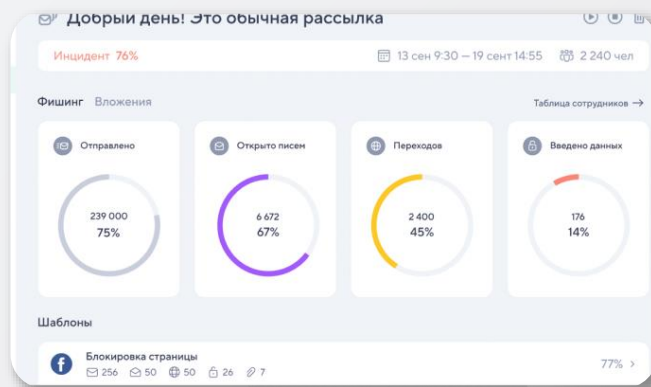 Добрый день! Это обычная рассылка
Инцидент 76%
13 сен 9:30 – 19 сент 14:55
2 240 чел
Фишинг Вложения
Таблица сотрудников →
Отправлено
239 000
75%
Открыто писем
6 672
67%
Переходов
2 400
45%
Введено данных
176
14%
Шаблоны
Блокировка страницы
256 50 50 26 7
77% >